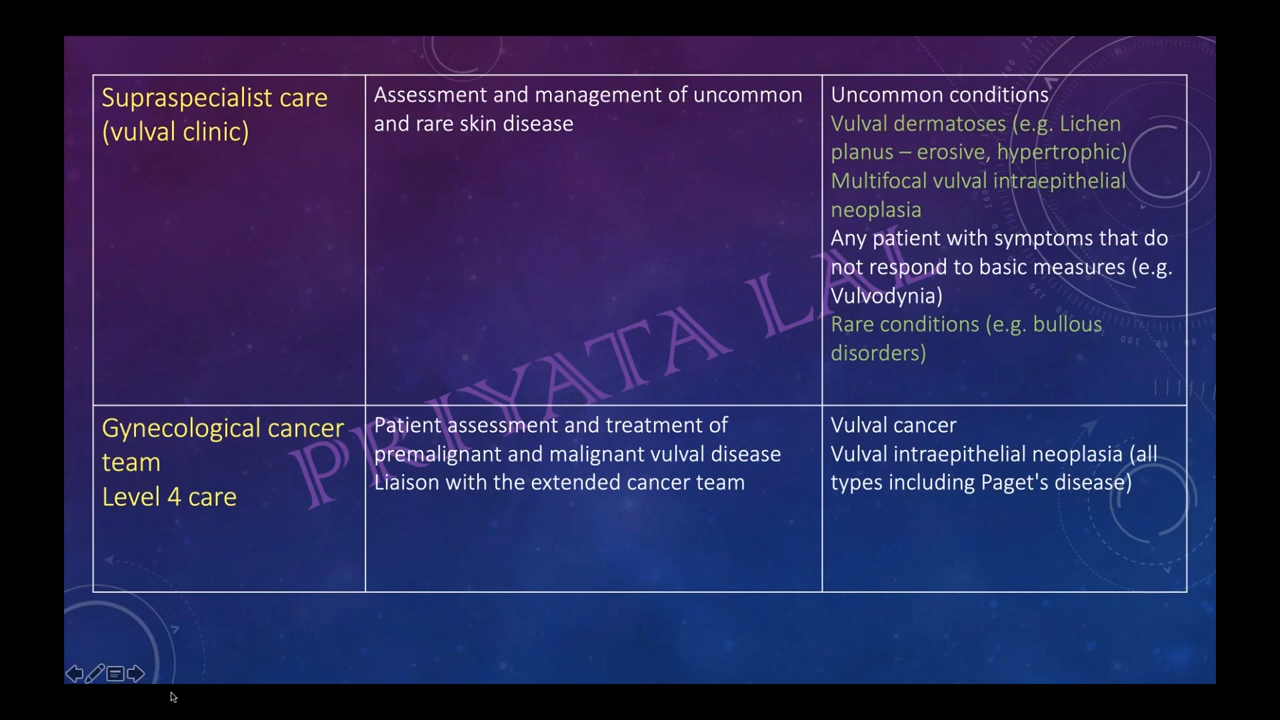 Supraspecialist care
(vulval clinic)
Assessment and management of uncommon
and rare skin disease
Uncommon conditions
Vulval dermatoses (e.g. Lichen
planus – erosive, hypertrophic)
Multifocal vulval intraepithelial
neoplasia
Any patient with symptoms that do
not respond to basic measures (e.g.
Vulvodynia)
Rare conditions (e.g. bullous
disorders)
Gynecological cancer
team
Level 4 care
Patient assessment and treatment of
premalignant and malignant vulval disease
Liaison with the extended cancer team
Vulval cancer
Vulval intraepithelial neoplasia (all
types including Paget's disease)
PRIYATA LAL